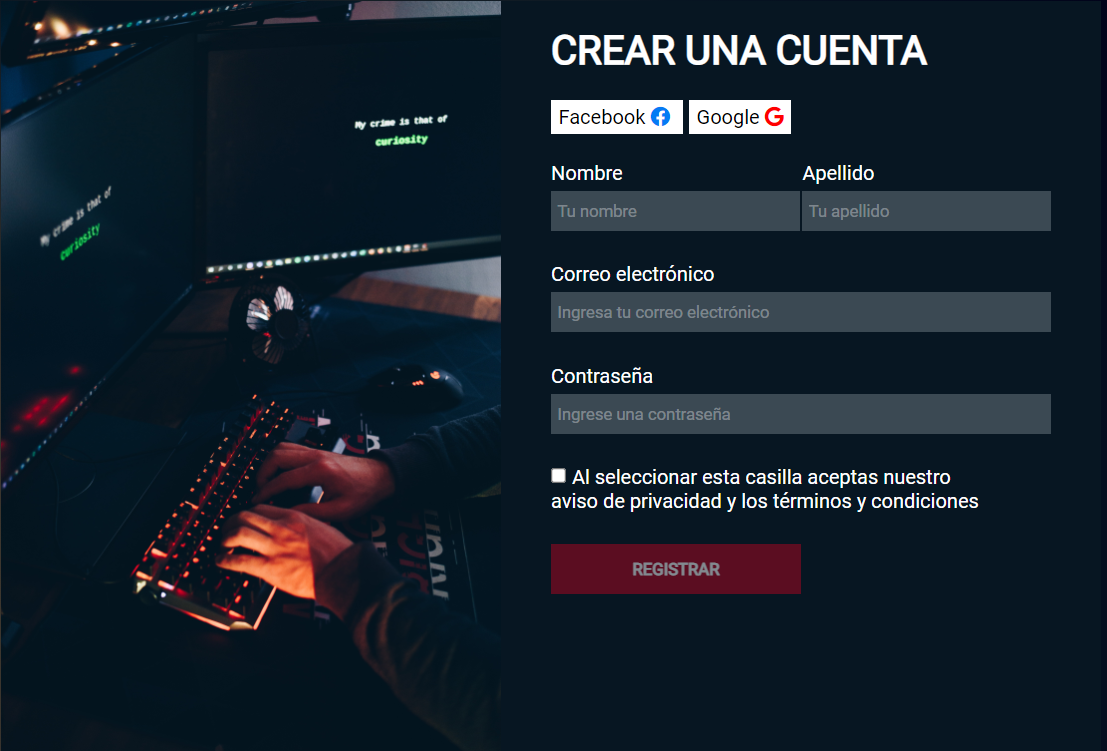 My crime is that of
curiosity
My crime is that of
curiosity
CREAR UNA CUENTA
Facebook Google
Nombre Apellido
Tu nombre Tu apellido
Correo electrónico
Ingresa tu correo electrónico
Contraseña
Ingrese una contraseña
Al seleccionar esta casilla aceptas nuestro
aviso de privacidad y los términos y condiciones
REGISTRAR